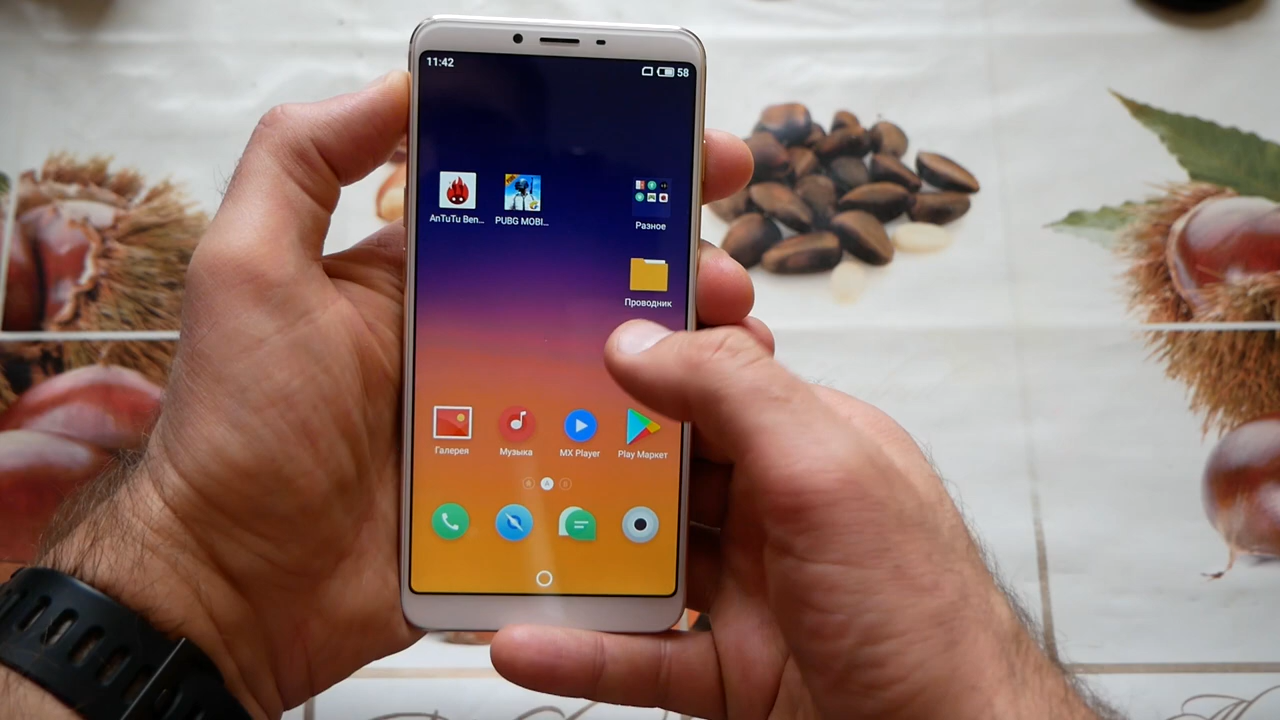 11:42
58
AnTuTu Ben...
PUBG MOBI...
Разное
Проводник
Галерея
Музыка
MX Player
Play Маркет